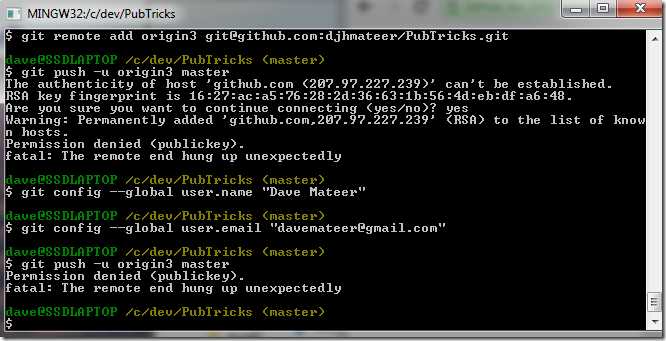 MINGW32:/c/dev/PubTricks
$ git remote add origin3 git@github.com:djhmateer/PubTricks.git
dave@SSDLAPTOP /c/dev/PubTricks (master)
$ git push -u origin3 master
The authenticity of host 'github.com (207.97.227.239)' can't be established.
RSA key fingerprint is 16:27:ac:a5:76:28:2d:36:63:1b:56:4d:eb:df:a6:48.
Are you sure you want to continue connecting (yes/no)? yes
Warning: Permanently added 'github.com,207.97.227.239' (RSA) to the list of know
n hosts.
Permission denied (publickey).
fatal: The remote end hung up unexpectedly
dave@SSDLAPTOP /c/dev/PubTricks (master)
$ git config --global user.name "Dave Mateer"
dave@SSDLAPTOP /c/dev/PubTricks (master)
$ git config --global user.email "davemateer@gmail.com"
dave@SSDLAPTOP /c/dev/PubTricks (master)
$ git push -u origin3 master
Permission denied (publickey).
fatal: The remote end hung up unexpectedly
dave@SSDLAPTOP /c/dev/PubTricks (master)
$